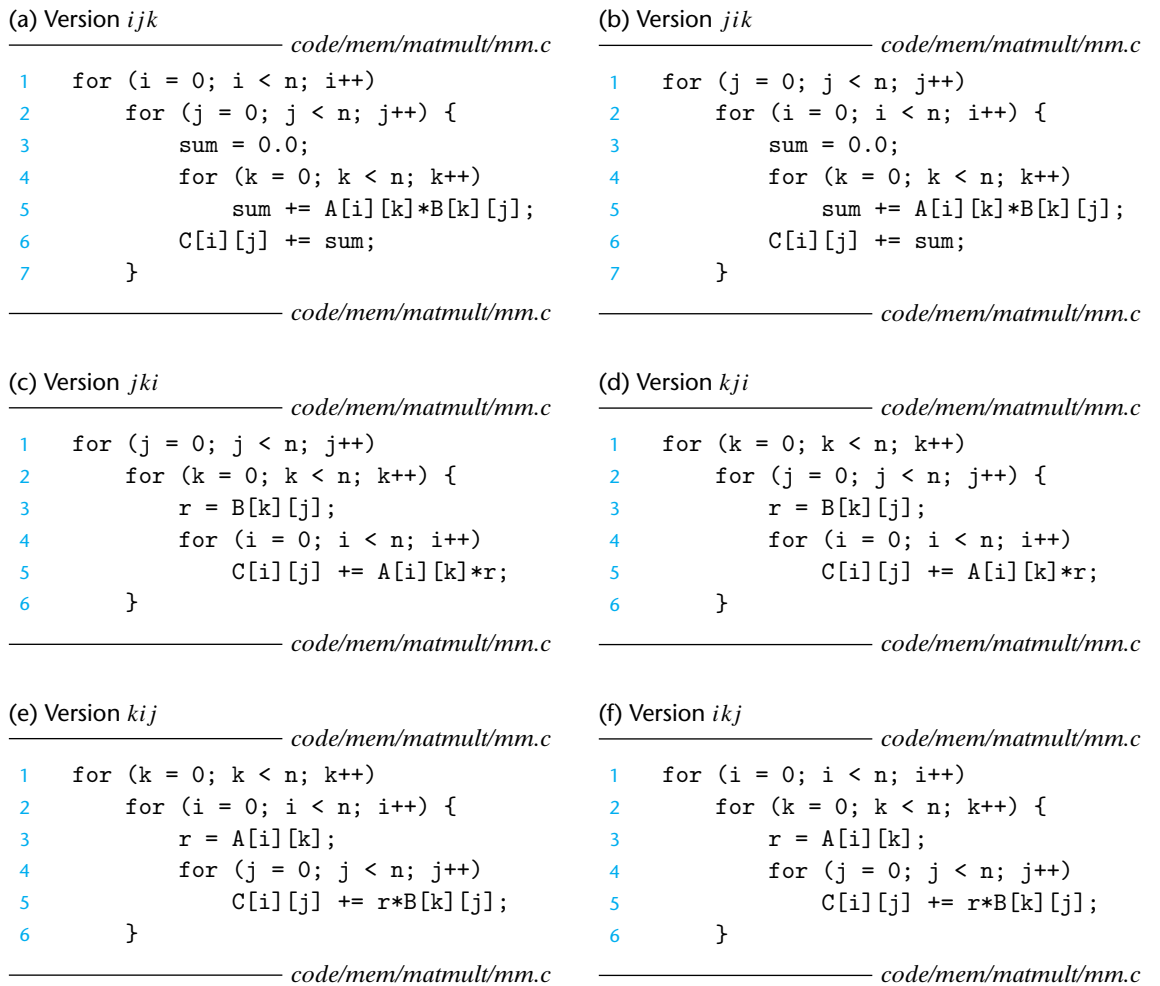 (a) Version ijk
code/mem/matmult/mm.c
1 for (i = 0; i < n; i++)
2     for (j = 0; j < n; j++) {
3         sum = 0.0;
4         for (k = 0; k < n; k++)
5             sum += A[i][k]*B[k][j];
6         C[i][j] += sum;
7     }
code/mem/matmult/mm.c
(b) Version jik
code/mem/matmult/mm.c
1 for (j = 0; j < n; j++)
2     for (i = 0; i < n; i++) {
3         sum = 0.0;
4         for (k = 0; k < n; k++)
5             sum += A[i][k]*B[k][j];
6         C[i][j] += sum;
7     }
code/mem/matmult/mm.c
(c) Version jki
code/mem/matmult/mm.c
1 for (j = 0; j < n; j++)
2     for (k = 0; k < n; k++) {
3         r = B[k][j];
4         for (i = 0; i < n; i++)
5             C[i][j] += A[i][k]*r;
6     }
code/mem/matmult/mm.c
(d) Version kji
code/mem/matmult/mm.c
1 for (k = 0; k < n; k++)
2     for (j = 0; j < n; j++) {
3         r = B[k][j];
4         for (i = 0; i < n; i++)
5             C[i][j] += A[i][k]*r;
6     }
code/mem/matmult/mm.c
(e) Version kij
code/mem/matmult/mm.c
1 for (k = 0; k < n; k++)
2     for (i = 0; i < n; i++) {
3         r = A[i][k];
4         for (j = 0; j < n; j++)
5             C[i][j] += r*B[k][j];
6     }
code/mem/matmult/mm.c
(f) Version ikj
code/mem/matmult/mm.c
1 for (i = 0; i < n; i++)
2     for (k = 0; k < n; k++) {
3         r = A[i][k];
4         for (j = 0; j < n; j++)
5             C[i][j] += r*B[k][j];
6     }
code/mem/matmult/mm.c